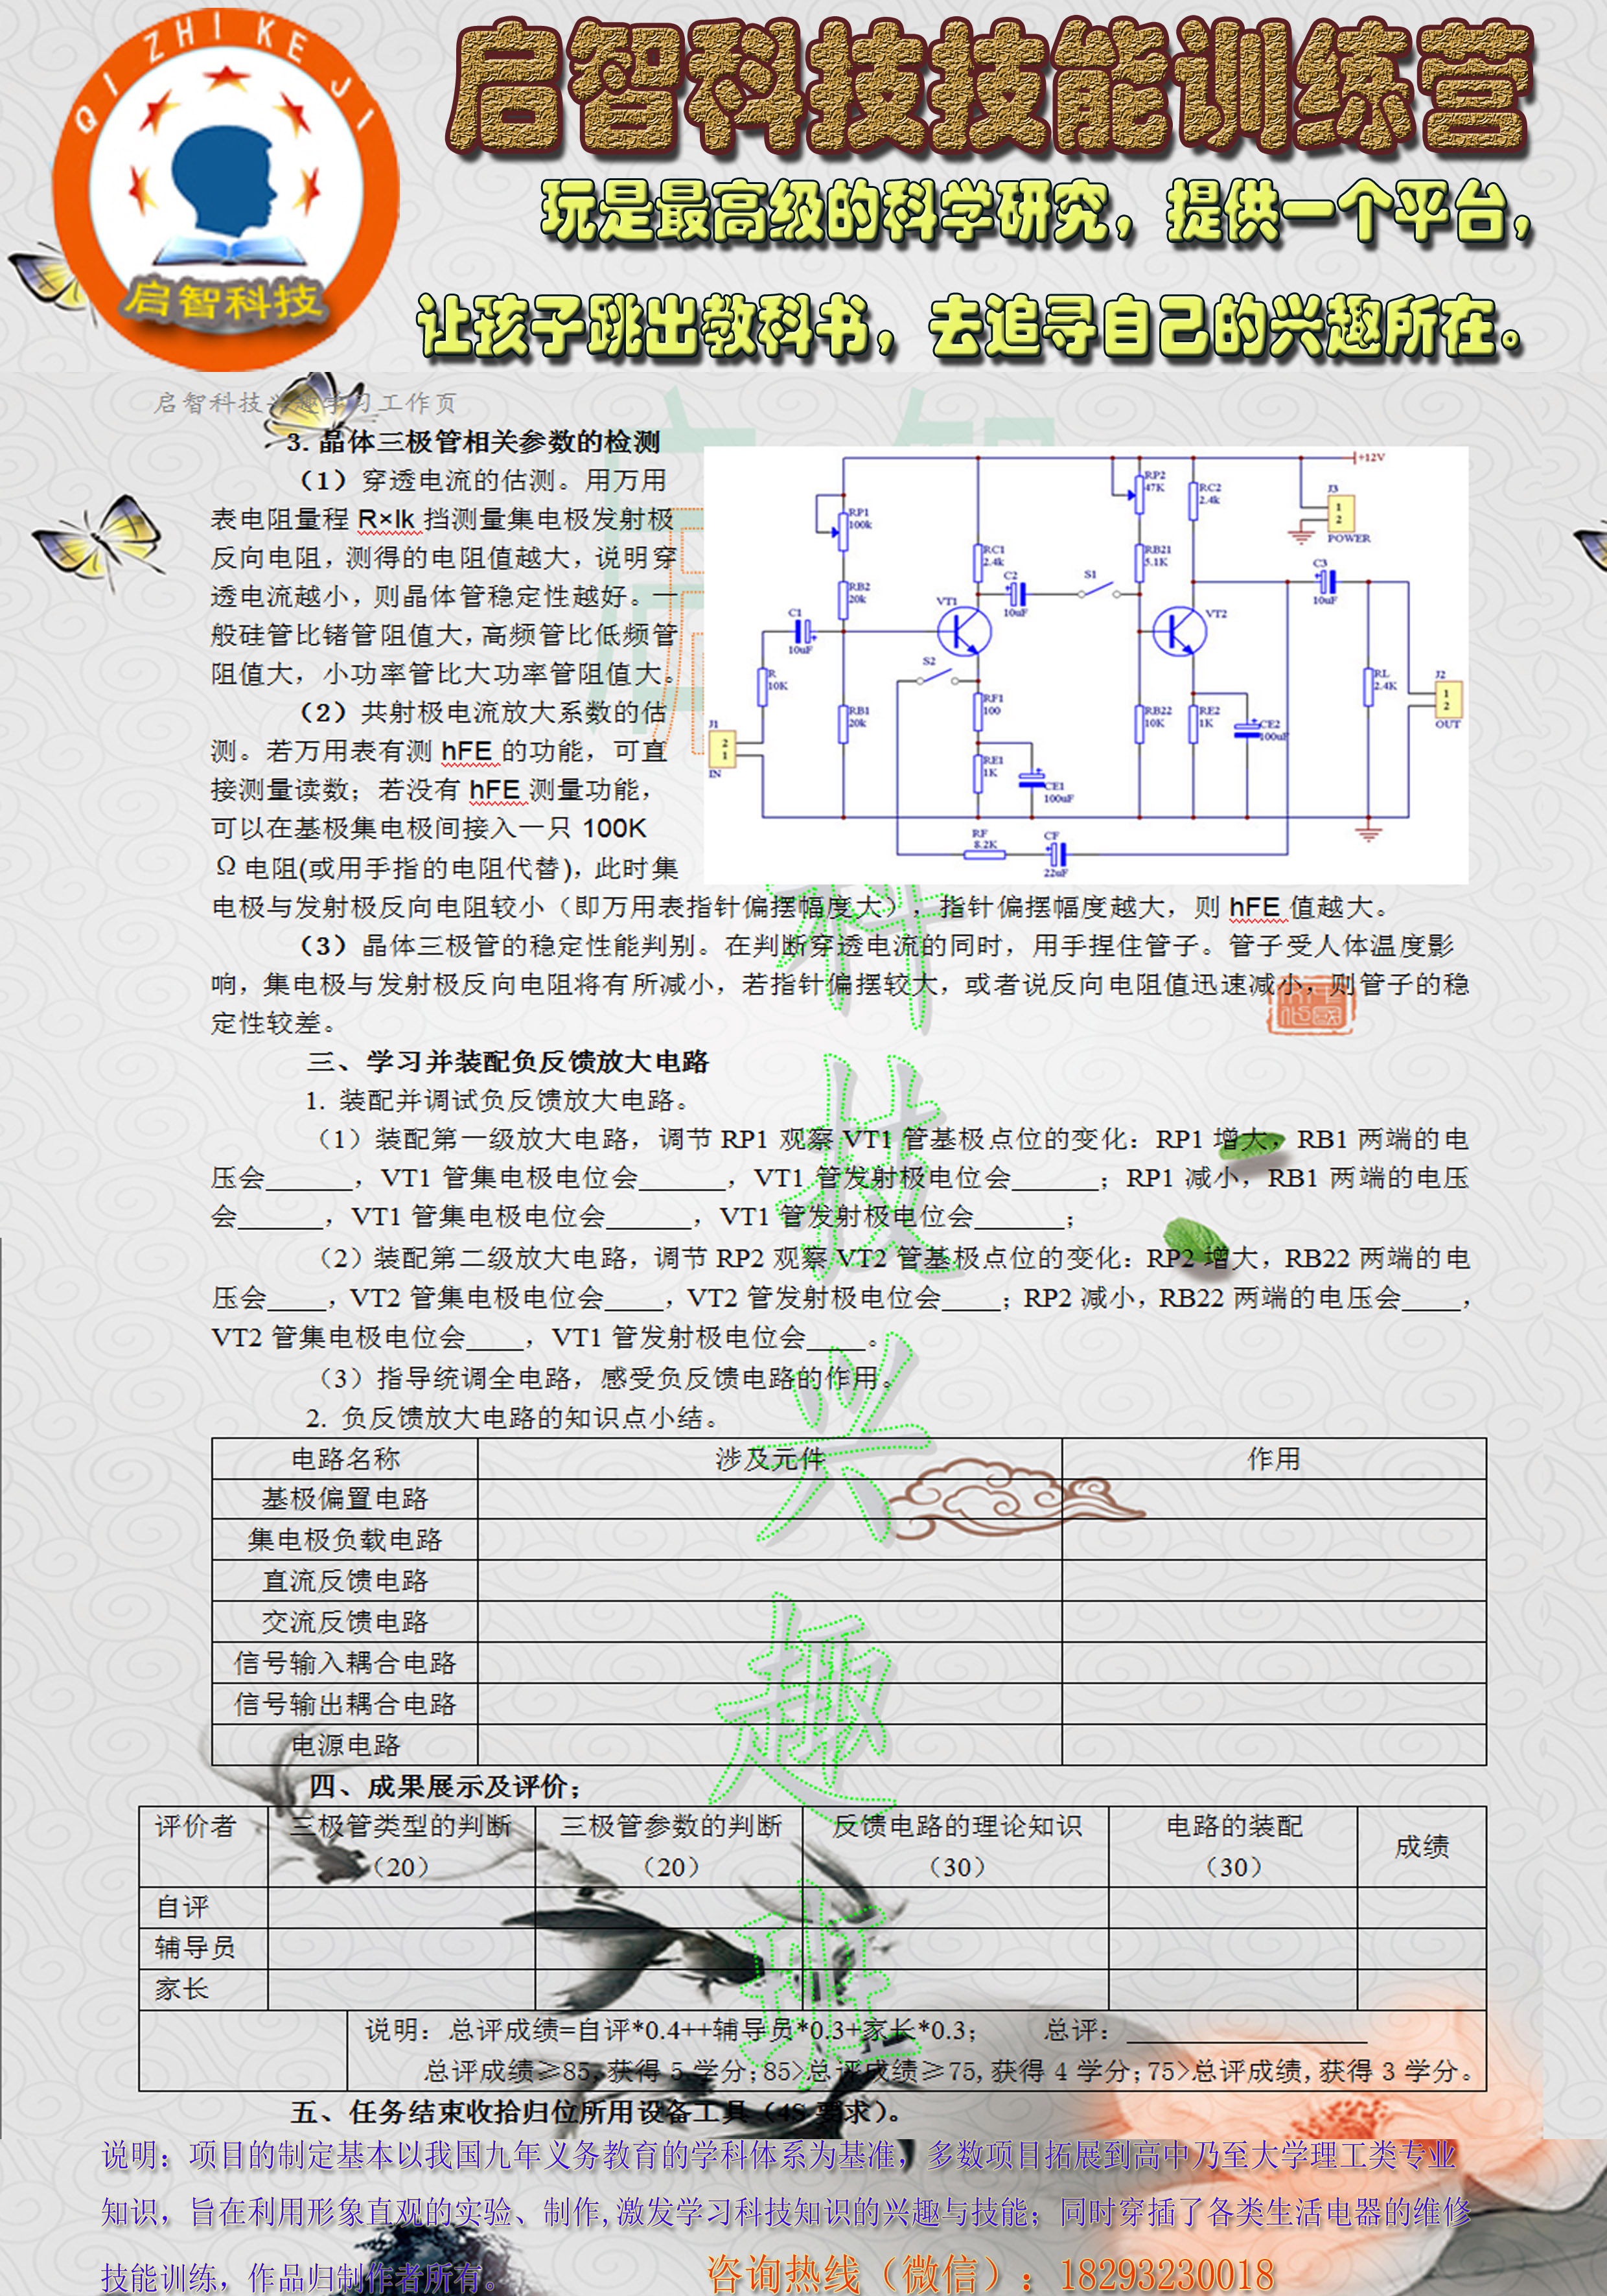 QI ZHI KE JI
启智科技
启智科技技能训练营
玩是最高级的科学研究，提供一个平台，
让孩子跳出教科书，去追寻自己的兴趣所在。
启智科技兴趣学习工作页
3. 晶体三极管相关参数的检测
（1）穿透电流的估测。用万用
表电阻量程 R×lk 挡测量集电极发射极
反向电阻，测得的电阻值越大，说明穿
透电流越小，则晶体管稳定性越好。一
般硅管比锗管阻值大，高频管比低频管
阻值大，小功率管比大功率管阻值大。
（2）共射极电流放大系数的估
测。若万用表有测 hFE 的功能，可直
接测量读数；若没有 hFE 测量功能，
可以在基极集电极间接入一只 100K
Ω 电阻(或用手指的电阻代替)，此时集
电极与发射极反向电阻较小（即万用表指针偏摆幅度大），指针偏摆幅度越大，则 hFE 值越大。
+12V
RP1
100k
RP2
47K
RC2
2.4k
J3
1
2
POWER
RC1
2.4k
RB21
5.1K
RB2
20k
C2
10uF
S1
C3
10uF
C1
10uF
VT1
VT2
S2
R
10K
RL
2.4K
J2
1
2
OUT
RB1
20k
RF1
100
RB22
10K
RE2
1K
CE2
100uF
J1
2
1
IN
RE1
1K
CE1
100uF
RF
8.2K
CF
22uF
（3）晶体三极管的稳定性能判别。在判断穿透电流的同时，用手捏住管子。管子受人体温度影
响，集电极与发射极反向电阻将有所减小，若指针偏摆较大，或者说反向电阻值迅速减小，则管子的稳
定性较差。
三、学习并装配负反馈放大电路
1. 装配并调试负反馈放大电路。
（1）装配第一级放大电路，调节 RP1 观察 VT1 管基极点位的变化：RP1 增大，RB1 两端的电
压会______，VT1 管集电极电位会______，VT1 管发射极电位会______；RP1 减小，RB1 两端的电压
会______，VT1 管集电极电位会______，VT1 管发射极电位会______；
（2）装配第二级放大电路，调节 RP2 观察 VT2 管基极点位的变化：RP2 增大，RB22 两端的电
压会____，VT2 管集电极电位会____，VT2 管发射极电位会____；RP2 减小，RB22 两端的电压会____，
VT2 管集电极电位会____，VT1 管发射极电位会____。
（3）指导统调全电路，感受负反馈电路的作用。
2. 负反馈放大电路的知识点小结。
电路名称 涉及元件 作用
基极偏置电路
集电极负载电路
直流反馈电路
交流反馈电路
信号输入耦合电路
信号输出耦合电路
电源电路
四、成果展示及评价；
评价者 三极管类型的判断（20） 三极管参数的判断（20） 反馈电路的理论知识（30） 电路的装配（30） 成绩
自评
辅导员
家长
说明：总评成绩=自评*0.4++辅导员*0.3+家长*0.3； 总评：________________
总评成绩≥85,获得 5 学分；85>总评成绩≥75,获得 4 学分；75>总评成绩,获得 3 学分。
五、任务结束收拾归位所用设备工具（4S 要求）。
科
技
兴
趣
班
说明：项目的制定基本以我国九年义务教育的学科体系为基准，多数项目拓展到高中乃至大学理工类专业
知识，旨在利用形象直观的实验、制作,激发学习科技知识的兴趣与技能；同时穿插了各类生活电器的维修
技能训练，作品归制作者所有。
咨询热线（微信）：18293230018